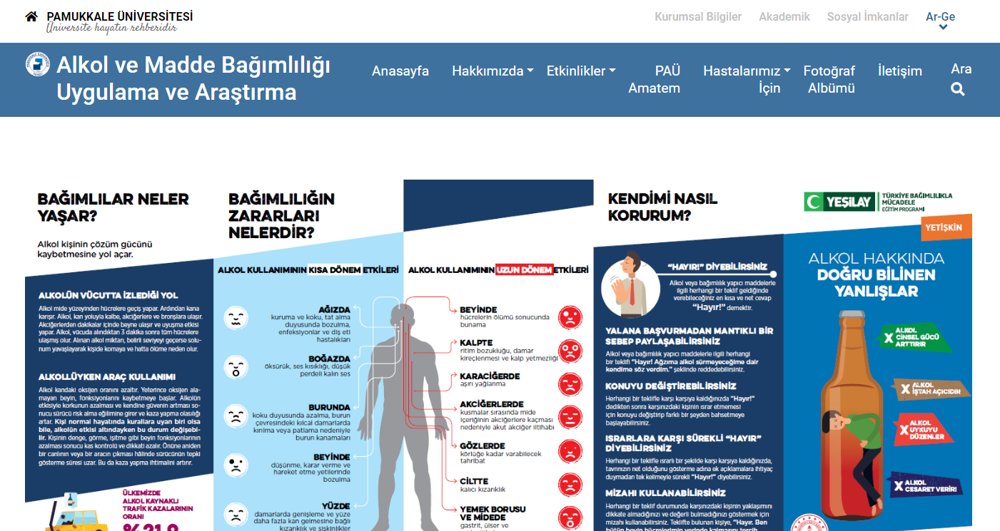 PAMUKKALE ÜNİVERSİTESİ
Üniversite hayatın rehberidir
Kurumsal Bilgiler
Akademik
Sosyal İmkanlar
Ar-Ge
Alkol ve Madde Bağımlılığı
Uygulama ve Araştırma
Anasayfa
Hakkımızda
Etkinlikler
PAÜ
Amatem
Hastalarımız
İçin
Fotoğraf
Albümü
İletişim
Ara
BAĞIMLILAR NELER
YAŞAR?
Alkol kişinin çözüm gücünü
kaybetmesine yol açar.
ALKOLÜN VÜCUTTA İZLEDİĞİ YOL
Alkol mide yüzeyinden hücrelere geçiş yapar. Ardından kana
karışır. Alkol, kan yoluyla kalbe, akciğerlere ve bronşlara ulaşır.
Akciğerlerden dakikalar içinde beyne ulaşır ve uyuşma etkisi
yapar. Alkol, vücuda alındıktan 3 dakika sonra tüm hücrelere
ulaşmış olur. Alınan alkol miktarı, belirli seviyeyi geçerse solu-
num yavaşlayarak kişide komaya ve hatta ölüme neden olur.
ALKOLLÜYKEN ARAÇ KULLANIMI
Alkol kandaki oksijen oranını azaltır. Yeterince oksijen ala-
mayan beyin, fonksiyonlarını kaybetmeye başlar. Alkolün
etkisiyle korkunun azalması ve kendine güvenin artması so-
nucu sürücü risk alma eğilimine girer ve kaza yapma olasılığı
artar. Kişi normal hayatında kurallara uyan biri olsa
bile, alkolün etkisi altındayken bu durum değişebi-
lir. Kişinin denge, görme, işitme gibi beyin fonksiyonlarının
azalması sonucu kas kontrolü ve dikkati azalır. Önüne aniden
bir canlının veya bir aracın çıkması hâlinde sürücünün tepki
gösterme süresi uzar. Bu da kaza yapma ihtimalini artırır.
ÜLKEMİZDE
ALKOL KAYNAKLI
TRAFİK KAZALARININ
ORANI
BAĞIMLILIĞIN
ZARARLARI
NELERDİR?
ALKOL KULLANIMININ KISA DÖNEM ETKİLERİ
AĞIZDA
kuruma ve koku, tat alma
duyusunda bozulma,
enfeksiyonlar ve diş eti
hastalıkları
BOĞAZDA
öksürük, ses kısıklığı, düşük
perdeli kalın ses
BURUNDA
koku duyusunda azalma, burun
çevresindeki kılcal damarlarda
kırılma veya patlama nedeniyle
burun kanamaları
BEYİNDE
düşünme, karar verme ve
hareket etme yetilerinde
bozulma
YÜZDE
damarlarda genişleme ve yüze
daha fazla kan gelmesine bağlı
kızarıklık ve şişkinlikler
ALKOL KULLANIMININ UZUN DÖNEM ETKİLERİ
BEYİNDE
hücrelerin ölümü sonucunda
bunama
KALPTE
ritim bozukluğu, damar
kireçlenmesi ve kalp yetmezliği
KARACİĞERDE
aşırı yağlanma
AKCİĞERLERDE
kusmalar sırasında mide
içeriğinin akciğerlere kaçması
nedeniyle akut akciğer iltihabı
GÖZLERDE
körlüğe kadar varabilecek
tahribat
CİLTTE
kalıcı kızarıklık
YEMEK BORUSU
VE MİDEDE
gastrit, ülser ve
KENDİMİ NASIL
KORURUM?
“HAYIR!” DİYEBİLİRSİNİZ
Alkol veya bağımlılık yapıcı maddelerle
ilgili herhangi bir teklif geldiğinde
verebileceğiniz en kısa ve net cevap
“Hayır!” demektir.
YALANA BAŞVURMADAN MANTIKLI BİR
SEBEP PAYLAŞABİLİRSİNİZ
Alkol veya bağımlılık yapıcı maddelerle ilgili herhangi
bir teklifi “Hayır! Ağzıma alkol sürmeyeceğime dair
kendime söz verdim.” şeklinde reddedebilirsiniz.
KONUYU DEĞİŞTİREBİLİRSİNİZ
Herhangi bir teklifle karşı karşıya kaldığınızda “Hayır!”
dedikten sonra karşınızdaki kişinin ısrar etmemesi
için konuyu değiştirip farklı bir şeyden bahsetmeye
başlayabilirsiniz.
ISRARLARA KARŞI SÜREKLİ “HAYIR”
DİYEBİLİRSİNİZ
Herhangi bir teklifle ısrarlı bir şekilde karşı karşıya kaldığınızda,
tavrınızın net olduğunu gösterme adına ek açıklamalara ihtiyaç
duymadan tek kelimeyle sürekli “Hayır!” diyebilirsiniz.
MİZAHI KULLANABİLİRSİNİZ
Herhangi bir teklif durumunda karşınızdaki kişinin yaklaşımını
dikkate almadığınızı ve değerli bulmadığınızı göstermek için
mizahı kullanabilirsiniz. Teklifte bulunan kişiye, “Hayır. Ben
YEŞİLAY
TÜRKİYE BAĞIMLILIKLA
MÜCADELE
EĞİTİM PROGRAMI
YETİŞKİN
ALKOL HAKKINDA
DOĞRU BİLİNEN
YANLIŞLAR
X ALKOL
CİNSEL GÜCÜ
ARTTIRIR
X ALKOL
İŞTAH AÇICIDIR
X ALKOL
UYKUYU
DÜZENLER
X ALKOL
CESARET VERİR!